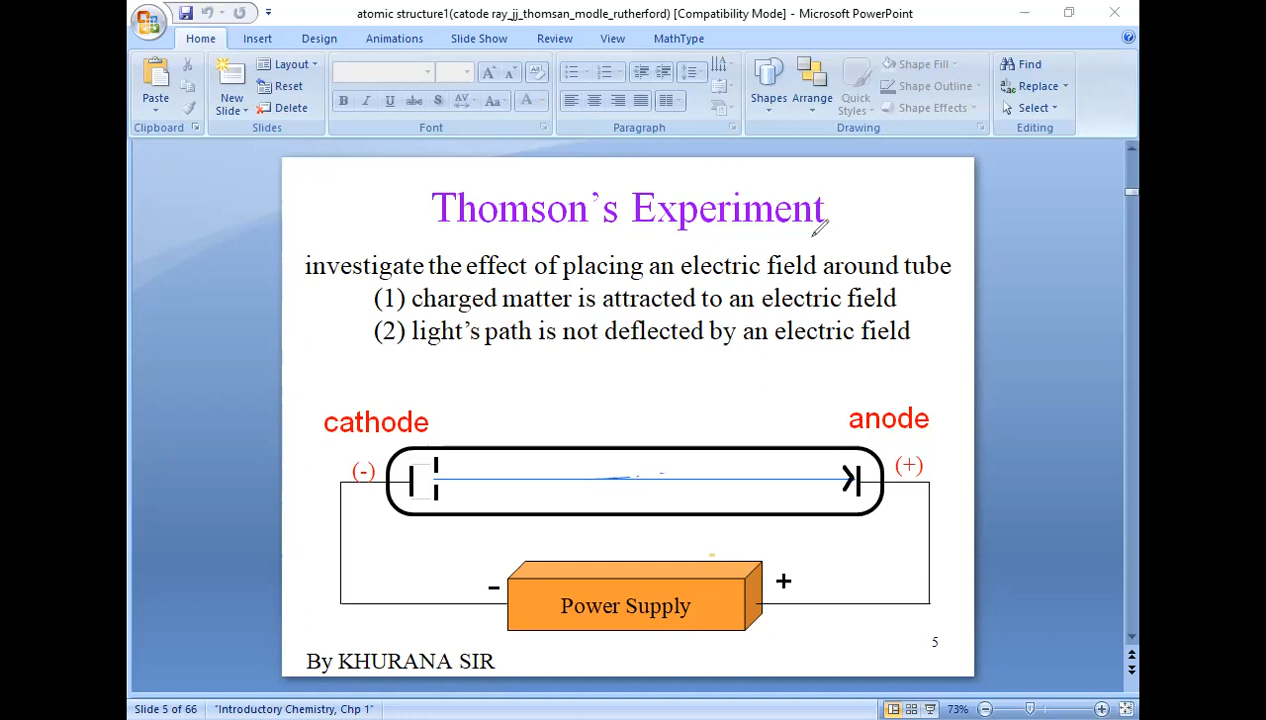 atomic structure1(catode ray_jj_thomsan_modle_rutherford) [Compatibility Mode] - Microsoft PowerPoint
Home Insert Design Animations Slide Show Review View MathType
Paste
New Slide
Layout
Reset
Delete
Shapes
Arrange
Quick Styles
Shape Fill
Shape Outline
Shape Effects
Find
Replace
Select
B I U abc S AV Aa A
Clipboard Slides Font Paragraph Drawing Editing
Thomson's Experiment
investigate the effect of placing an electric field around tube
(1) charged matter is attracted to an electric field
(2) light's path is not deflected by an electric field
cathode anode
(-) (+)
- +
Power Supply
5
By KHURANA SIR
Slide 5 of 66 "Introductory Chemistry, Chp 1" 73%